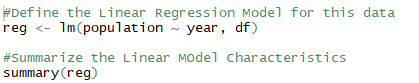 #Define the Linear Regression Model for this data
reg <- lm(population ~ year, df)
#Summarize the Linear MOdel Characteristics
summary(reg)